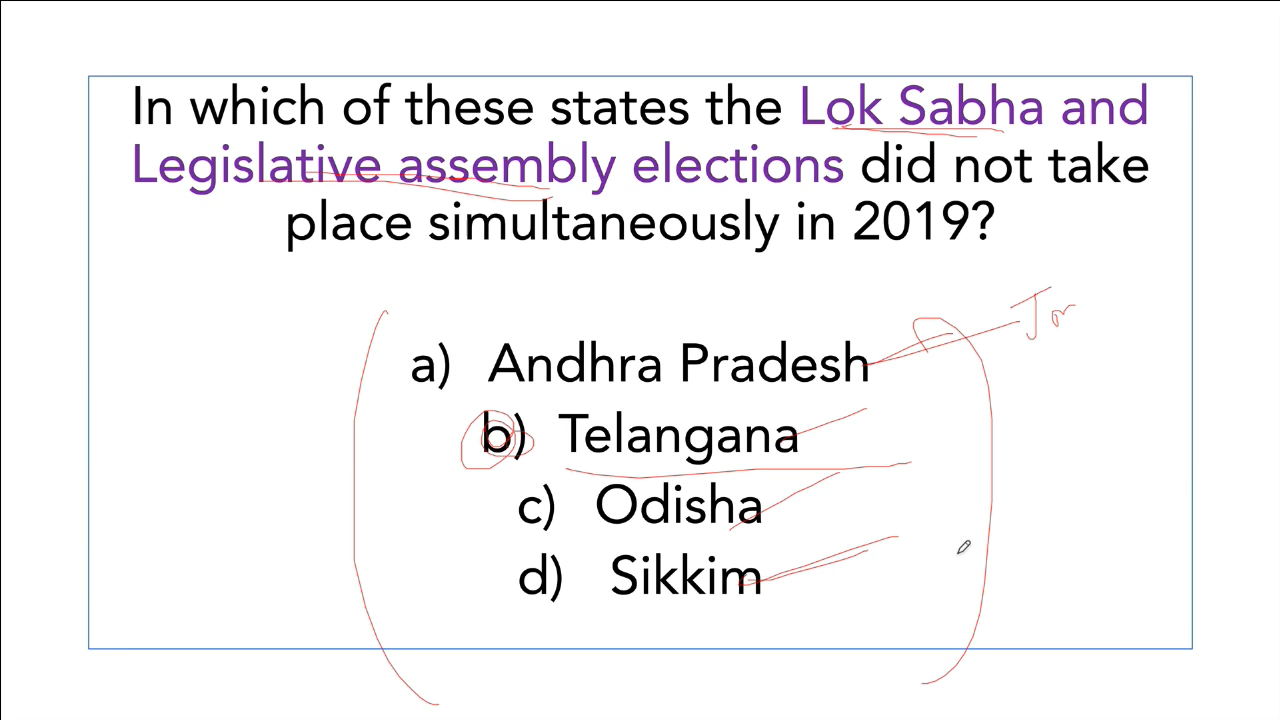 In which of these states the Lok Sabha and
Legislative assembly elections did not take
place simultaneously in 2019?
a) Andhra Pradesh
b) Telangana
c) Odisha
d) Sikkim